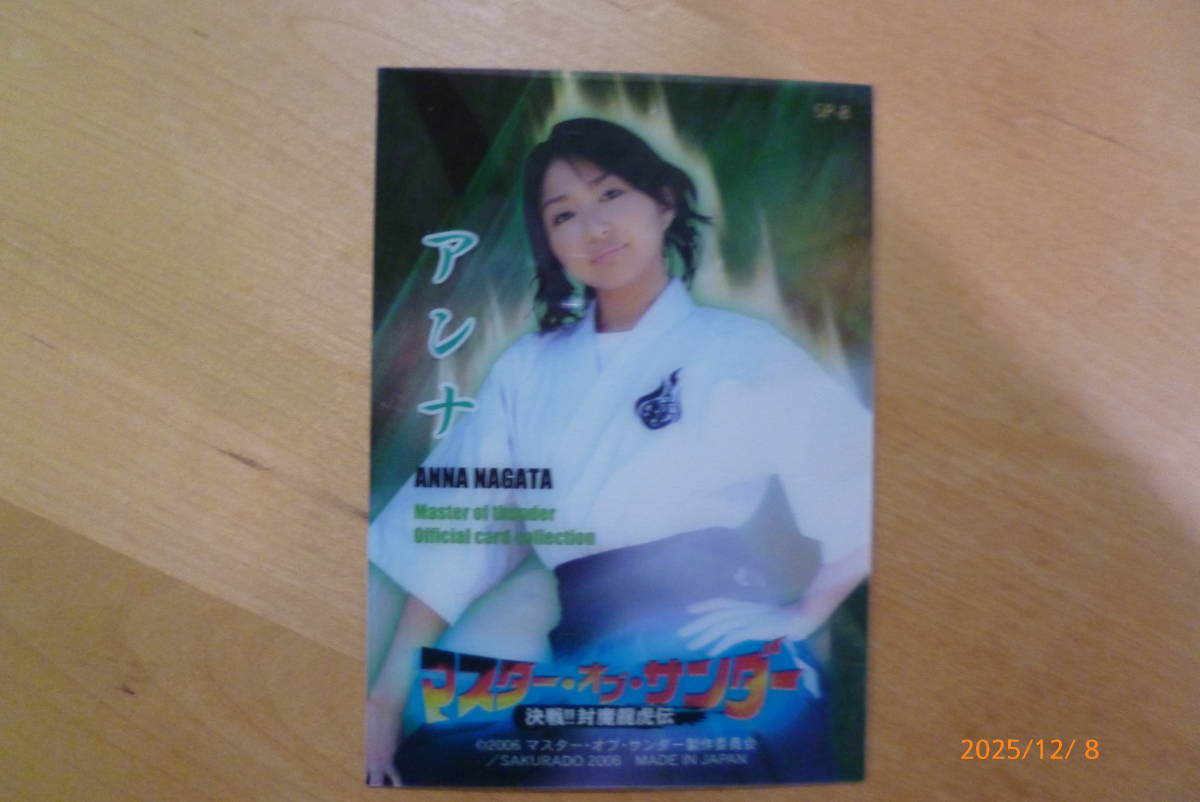 SP-8
アンナ
ANNA NAGATA
Master of thunder
Official card collection
マスター・オブ・サンダー
決戦!!封魔龍虎伝
©2006 マスター・オブ・サンダー製作委員会
／SAKURADO 2006 MADE IN JAPAN
2025/12/ 8